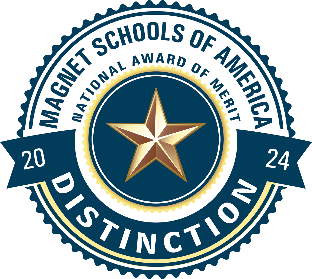 MAGNET SCHOOLS OF AMERICA
NATIONAL AWARD OF MERIT
20 24
DISTINCTION